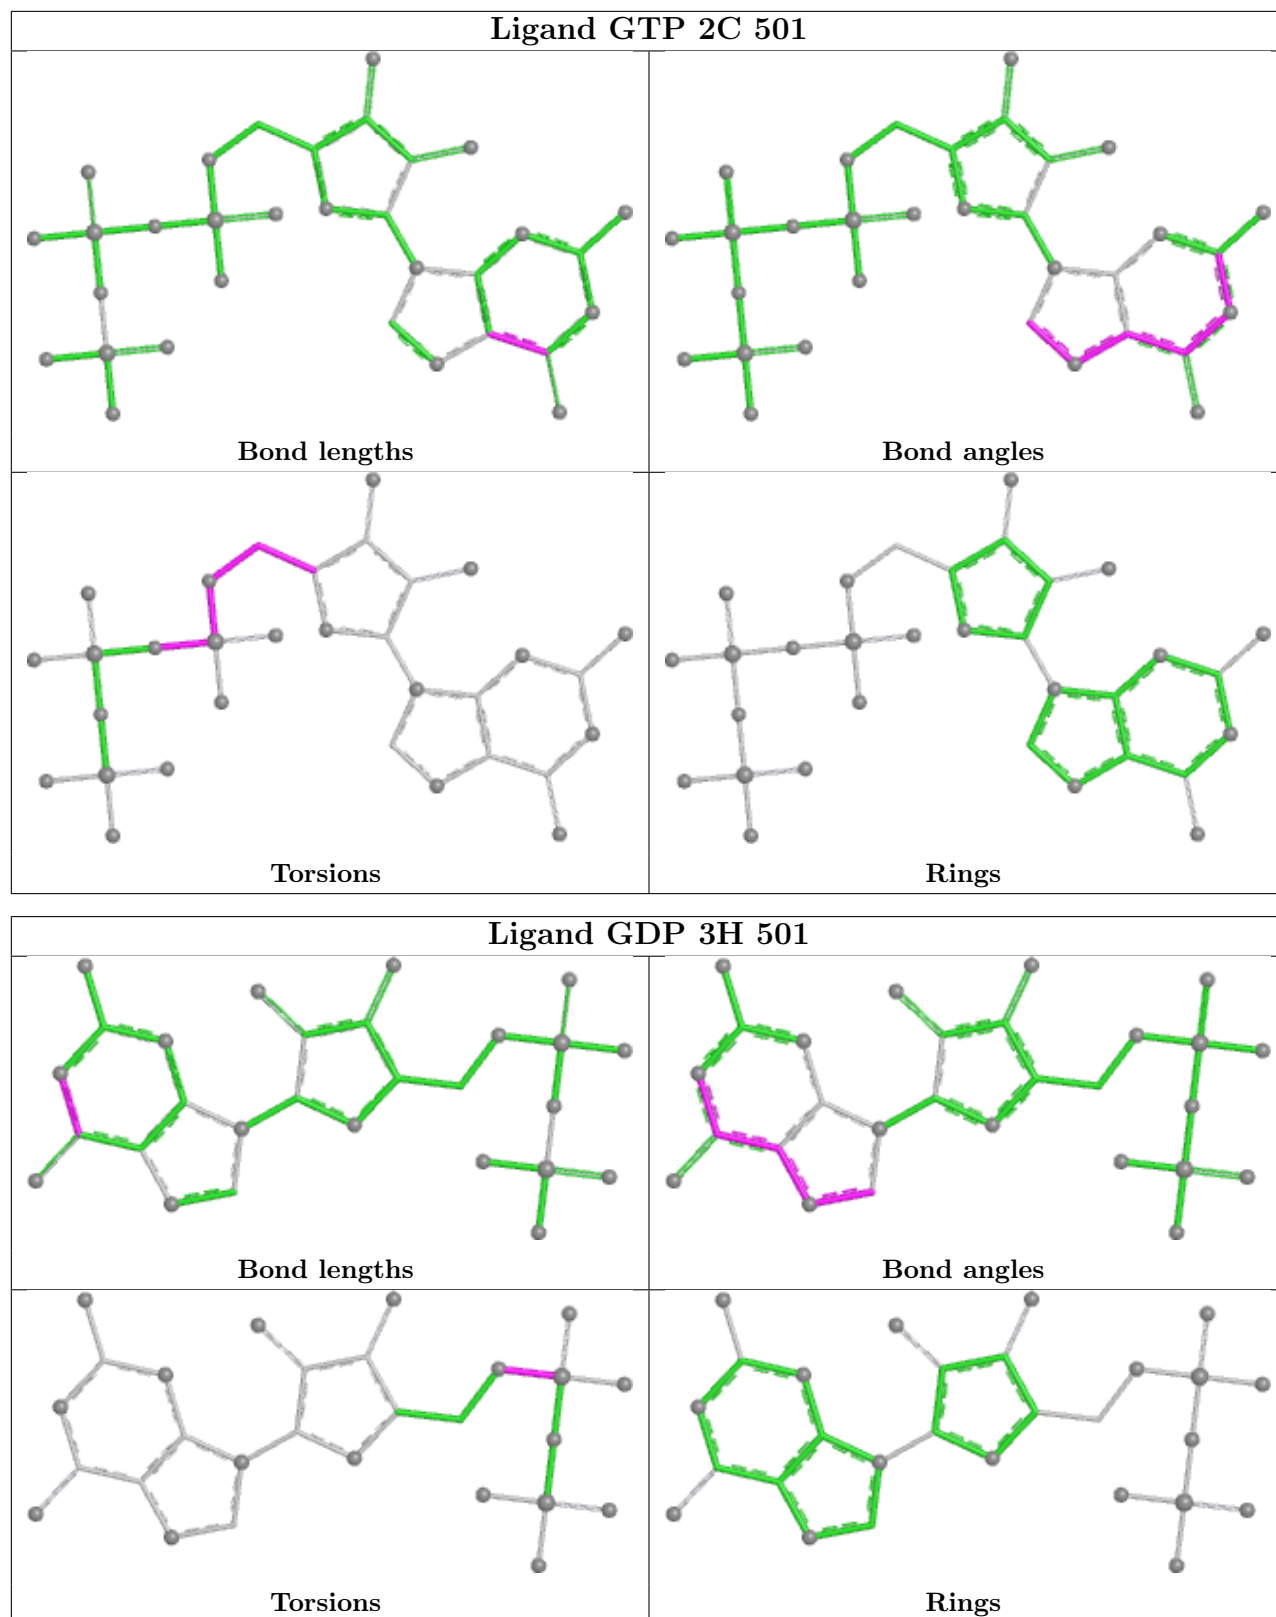 Ligand GTP 2C 501
Bond lengths
Bond angles
Torsions
Rings
Ligand GDP 3H 501
Bond lengths
Bond angles
Torsions
Rings